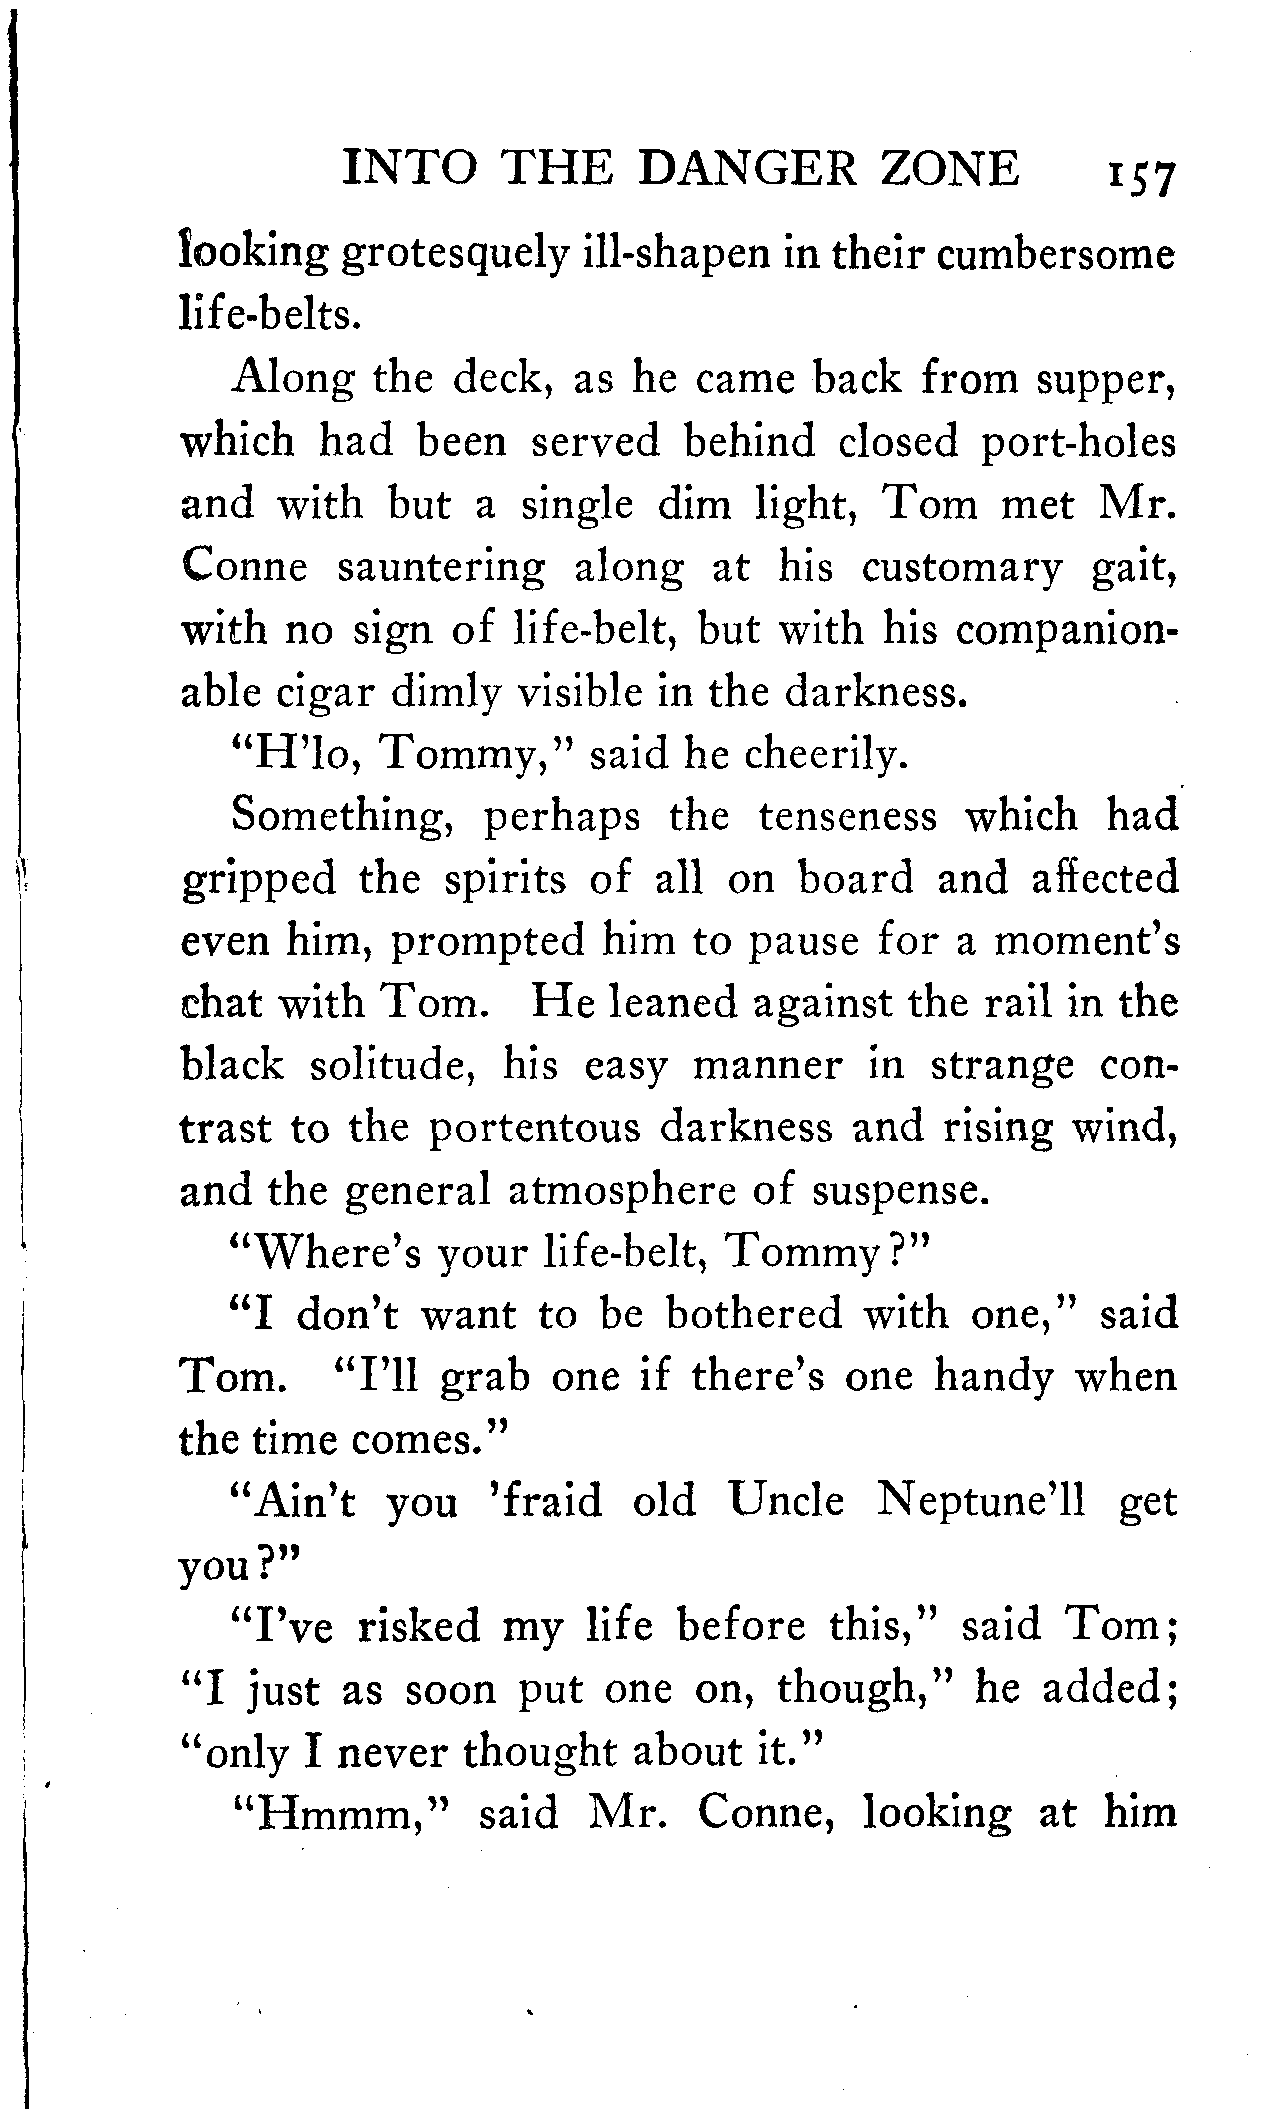 INTO THE DANGER ZONE 157
looking grotesquely ill-shapen in their cumbersome
life-belts.
Along the deck, as he came back from supper,
which had been served behind closed port-holes
and with but a single dim light, Tom met Mr.
Conne sauntering along at his customary gait,
with no sign of life-belt, but with his companion-
able cigar dimly visible in the darkness.
“H’lo, Tommy,” said he cheerily.
Something, perhaps the tenseness which had
gripped the spirits of all on board and affected
even him, prompted him to pause for a moment’s
chat with Tom. He leaned against the rail in the
black solitude, his easy manner in strange con-
trast to the portentous darkness and rising wind,
and the general atmosphere of suspense.
“Where’s your life-belt, Tommy?”
“I don’t want to be bothered with one,” said
Tom. “I’ll grab one if there’s one handy when
the time comes.”
“Ain’t you ’fraid old Uncle Neptune’ll get
you?”
“I’ve risked my life before this,” said Tom;
“I just as soon put one on, though,” he added;
“only I never thought about it.”
“Hmmm,” said Mr. Conne, looking at him